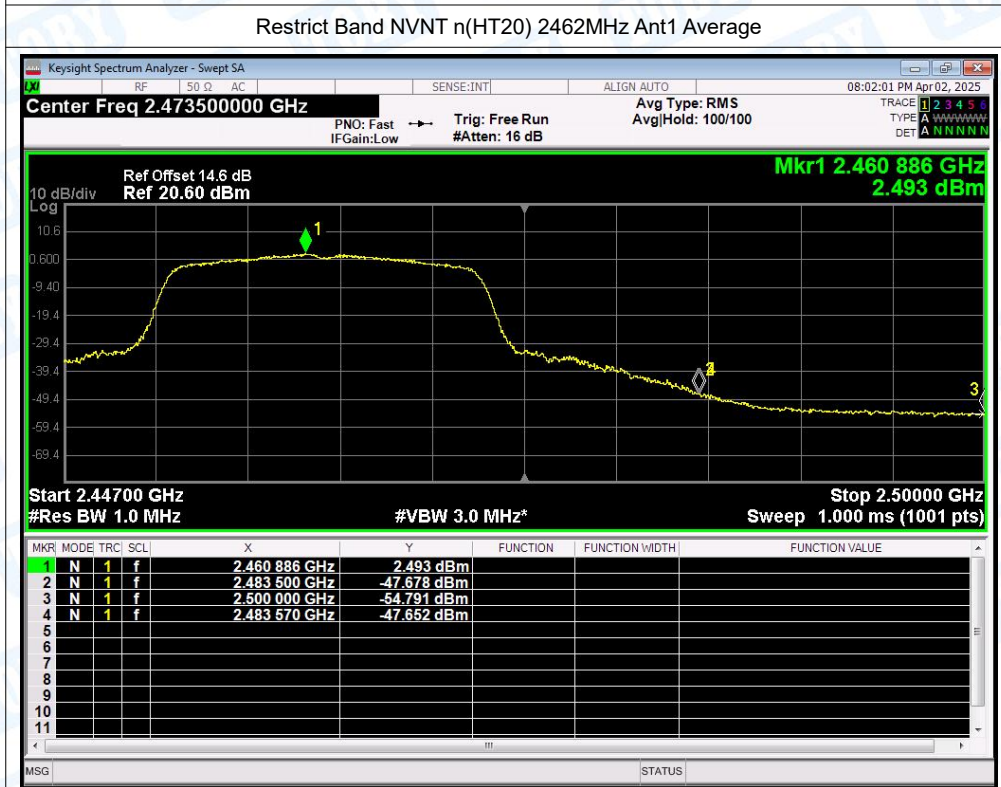 Restrict Band NVNT n(HT20) 2462MHz Ant1 Average
Keysight Spectrum Analyzer - Swept SA
LXI RF 50 Ω AC SENSE:INT ALIGN AUTO 08:02:01 PM Apr 02, 2025
Center Freq 2.473500000 GHz
PNO: Fast
IFGain:Low
Trig: Free Run
#Atten: 16 dB
Avg Type: RMS
Avg|Hold: 100/100
TRACE 1 2 3 4 5 6
TYPE A WWWWW
DET A N N N N N
Mkr1 2.460 886 GHz
2.493 dBm
Ref Offset 14.6 dB
10 dB/div Ref 20.60 dBm
Log
10.6
0.600
-9.40
-19.4
-29.4
-39.4
-49.4
-59.4
-69.4
1
3
Start 2.44700 GHz Stop 2.50000 GHz
#Res BW 1.0 MHz #VBW 3.0 MHz* Sweep 1.000 ms (1001 pts)
MKR MODE TRC SCL X Y FUNCTION FUNCTION WIDTH FUNCTION VALUE
1 N 1 f 2.460 886 GHz 2.493 dBm
2 N 1 f 2.483 500 GHz -47.678 dBm
3 N 1 f 2.500 000 GHz -54.791 dBm
4 N 1 f 2.483 570 GHz -47.652 dBm
5
6
7
8
9
10
11
MSG STATUS